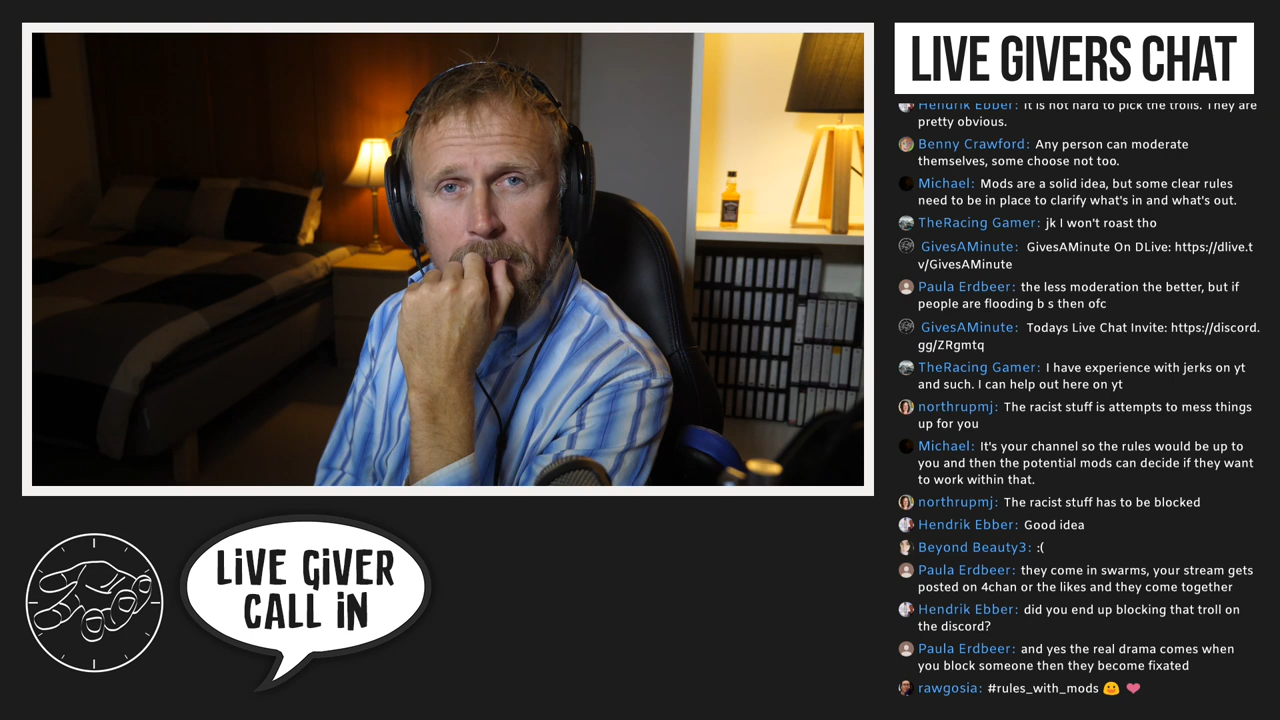 LIVE GIVERS CHAT
Hendrik Ebber: It is not hard to pick the trolls. They are
pretty obvious.
Benny Crawford: Any person can moderate
themselves, some choose not too.
Michael: Mods are a solid idea, but some clear rules
need to be in place to clarify what's in and what's out.
TheRacing Gamer: jk I won't roast tho
GivesAMinute: GivesAMinute On DLive: https://dlive.t
v/GivesAMinute
Paula Erdbeer: the less moderation the better, but if
people are flooding b s then ofc
GivesAMinute: Todays Live Chat Invite: https://discord.
gg/ZRgmtq
TheRacing Gamer: I have experience with jerks on yt
and such. I can help out here on yt
northrupmj: The racist stuff is attempts to mess things
up for you
Michael: It's your channel so the rules would be up to
you and then the potential mods can decide if they want
to work within that.
northrupmj: The racist stuff has to be blocked
Hendrik Ebber: Good idea
Beyond Beauty3: :(
Paula Erdbeer: they come in swarms, your stream gets
posted on 4chan or the likes and they come together
Hendrik Ebber: did you end up blocking that troll on
the discord?
Paula Erdbeer: and yes the real drama comes when
you block someone then they become fixated
rawgosia: #rules_with_mods 😃 ❤
LiVE GiVER
CALL iN